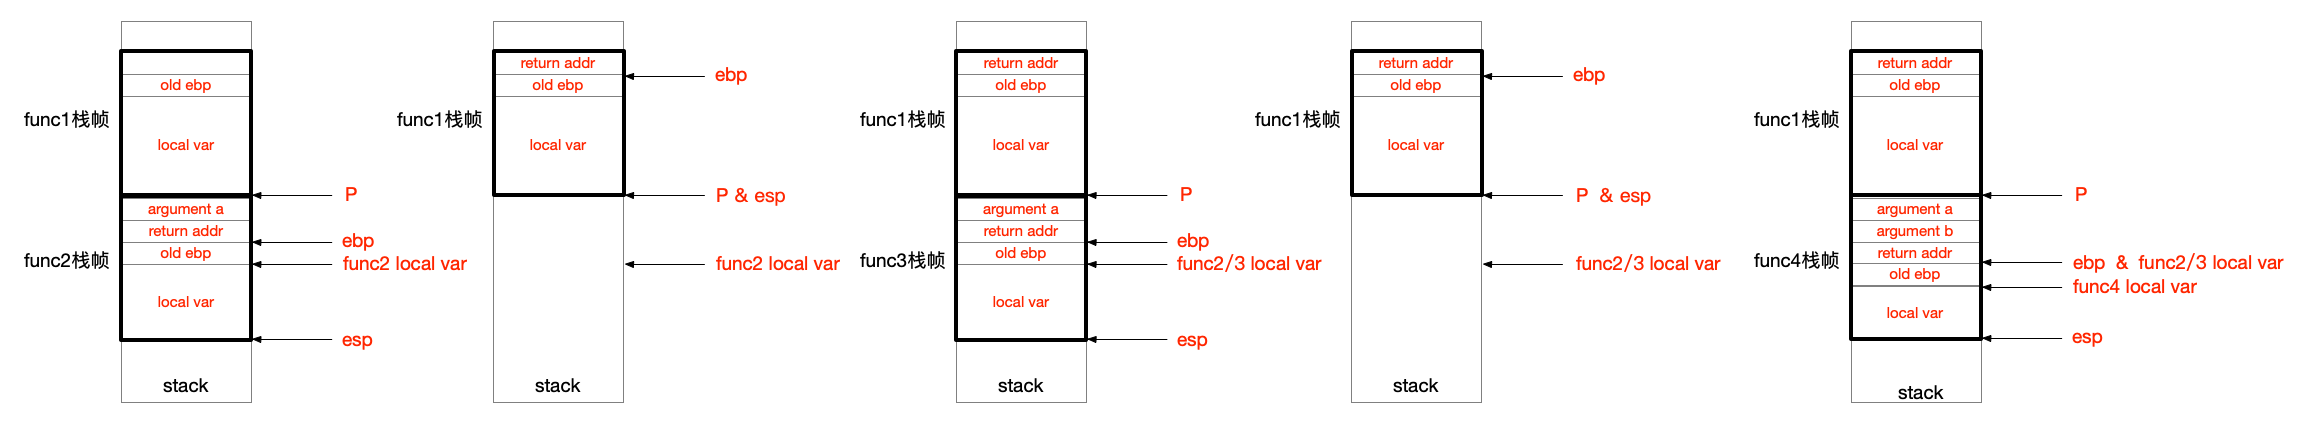 old ebp
func1栈帧
local var
P
argument a
return addr
ebp
old ebp
func2栈帧
func2 local var
local var
esp
stack
return addr
ebp
old ebp
func1栈帧
local var
P & esp
func2 local var
stack
return addr
old ebp
func1栈帧
local var
P
argument a
return addr
ebp
old ebp
func3栈帧
func2/3 local var
local var
esp
stack
return addr
ebp
old ebp
func1栈帧
local var
P & esp
func2/3 local var
stack
return addr
old ebp
func1栈帧
local var
P
argument a
argument b
return addr
func4栈帧
ebp & func2/3 local var
old ebp
func4 local var
local var
esp
stack